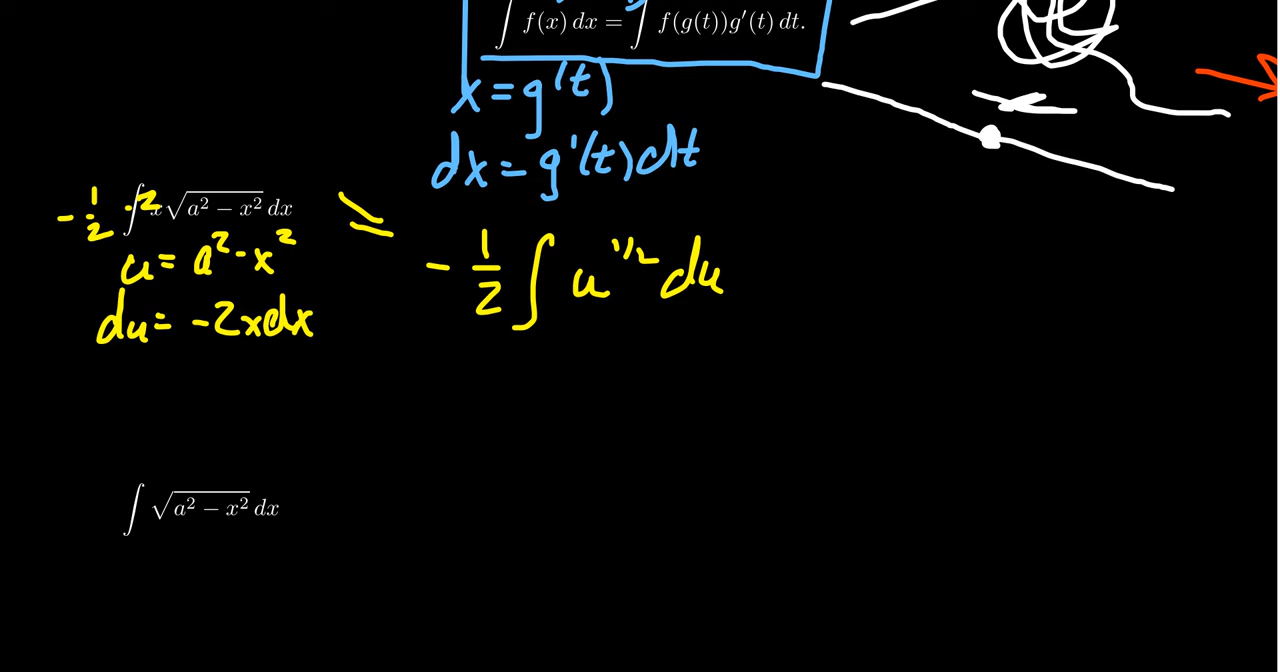 ∫ f(x) dx = ∫ f(g(t))g′(t) dt.
x = g(t)
dx = g'(t)dt
-1/2 ∫ -2x√(a² − x²) dx = -1/2 ∫ u^1/2 du
u = a² - x²
du = -2xdx
∫ √(a² − x²) dx